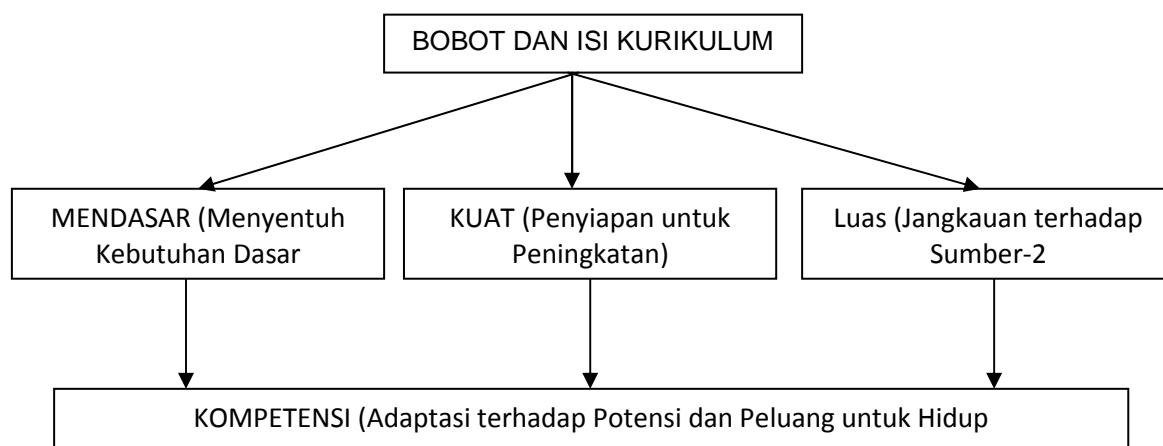 BOBOT DAN ISI KURIKULUM
MENDASAR (Menyentuh
Kebutuhan Dasar
KUAT (Penyiapan untuk
Peningkatan)
Luas (Jangkauan terhadap
Sumber-2
KOMPETENSI (Adaptasi terhadap Potensi dan Peluang untuk Hidup